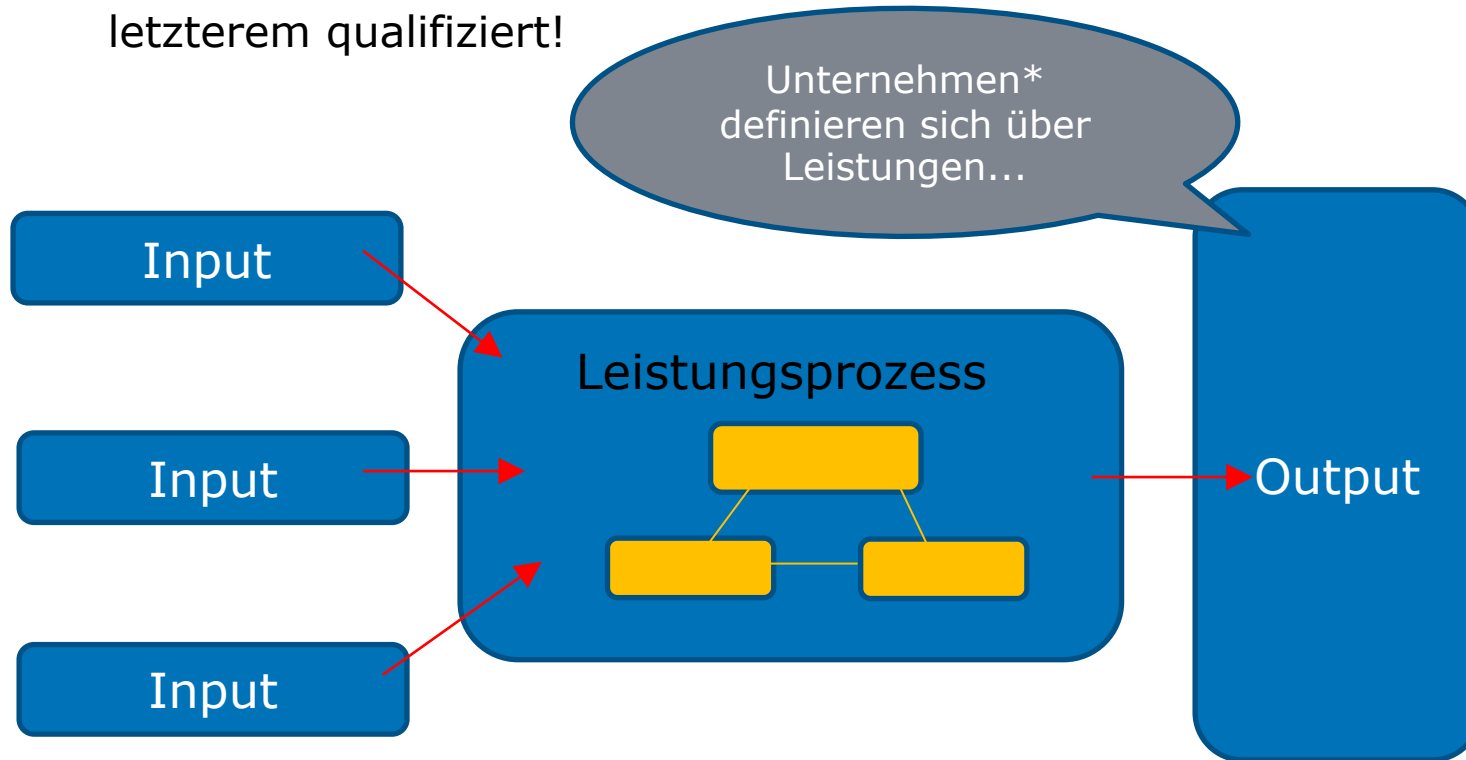 letzterem qualifiziert!
Unternehmen*
definieren sich über
Leistungen...
Input
Leistungsprozess
Input
Output
Input